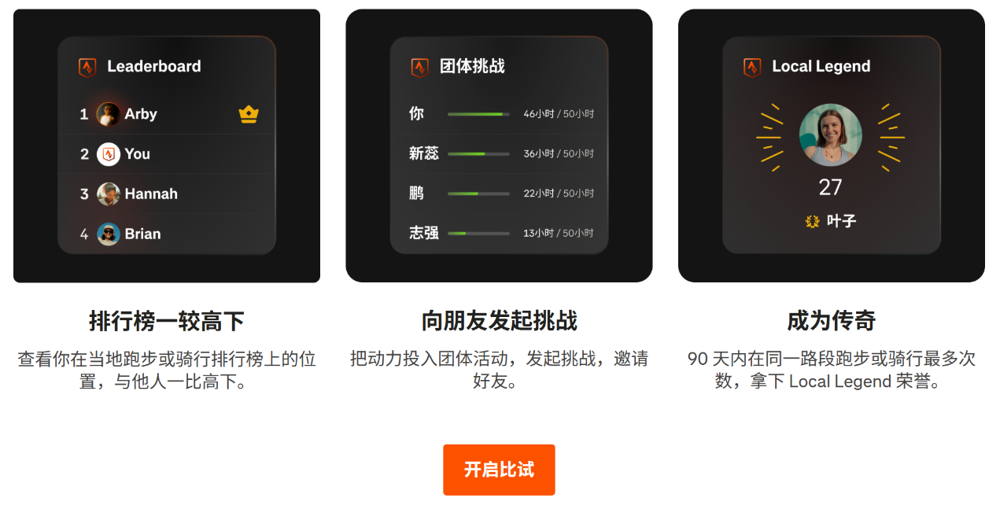 Leaderboard
1 Arby
2 You
3 Hannah
4 Brian
团体挑战
你 46小时 / 50小时
新蕊 36小时 / 50小时
鹏 22小时 / 50小时
志强 13小时 / 50小时
Local Legend
27
叶子
排行榜一较高下
查看你在当地跑步或骑行排行榜上的位
置，与他人一比高下。
向朋友发起挑战
把动力投入团体活动，发起挑战，邀请
好友。
成为传奇
90 天内在同一路段跑步或骑行最多次
数，拿下 Local Legend 荣誉。
开启比试